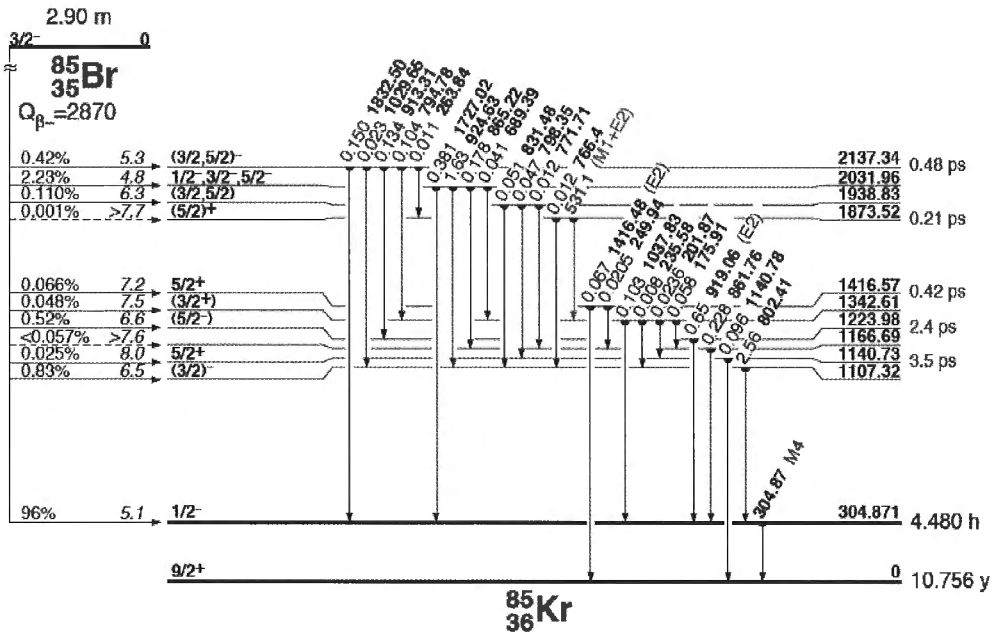 2.90 m
3/2⁻ 0
85
35Br
Qβ−=2870
0.150 1832.50
0.023 1029.65
0.134 913.31
0.104 794.78
0.011 263.84
0.381 1727.02
1.63 924.63
0.178 865.22
0.041 689.39
0.051 831.48
0.047 798.35
0.012 771.71
0.012 766.4
531.1 (M1+E2)
0.067 1416.48 (E2)
0.0205 249.94
0.103 1037.83
0.008 235.58
0.0236 201.87
0.058 175.91
0.65 919.06 (E2)
0.228 861.76
0.096 1140.78
2.56 802.41
304.87 M4
0.42% 5.3 (3/2,5/2)⁻ 2137.34 0.48 ps
2.23% 4.8 1/2⁻,3/2⁻,5/2⁻ 2031.96
0.110% 6.3 (3/2,5/2) 1938.83
0.001% >7.7 (5/2)+ 1873.52 0.21 ps
0.066% 7.2 5/2+ 1416.57 0.42 ps
0.048% 7.5 (3/2+) 1342.61
0.52% 6.6 (5/2⁻) 1223.98 2.4 ps
<0.057% >7.6 1166.69
0.025% 8.0 5/2+ 1140.73 3.5 ps
0.83% 6.5 (3/2)⁻ 1107.32
96% 5.1 1/2⁻ 304.871 4.480 h
9/2+ 0 10.756 y
85
36Kr